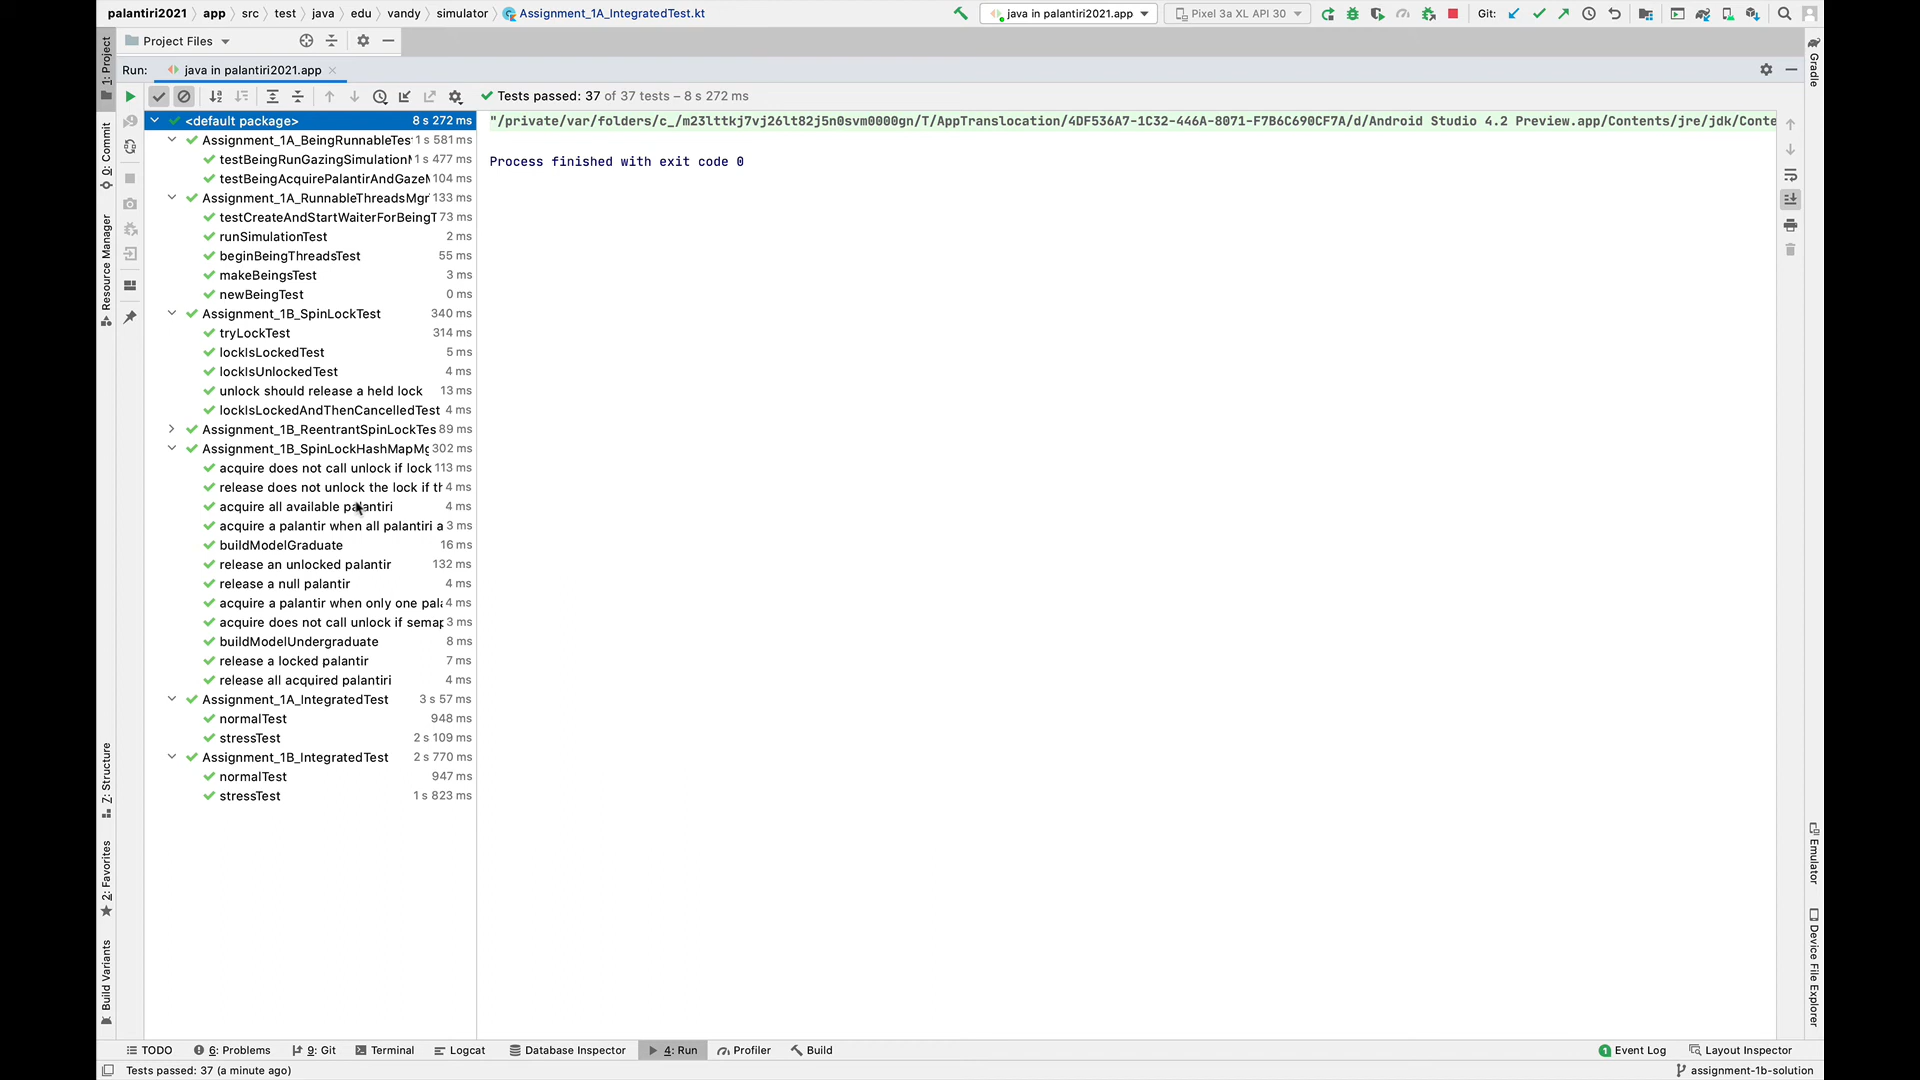 palantiri2021 app src test java edu vandy simulator Assignment_1A_IntegratedTest.kt java in palantiri2021.app Pixel 3a XL API 30 Git:
Project Files
Run: java in palantiri2021.app
Tests passed: 37 of 37 tests – 8 s 272 ms
<default package> 8 s 272 ms
"/private/var/folders/c_/m23lttkj7vj26lt82j5n0svm0000gn/T/AppTranslocation/4DF536A7-1C32-446A-8071-F7B6C690CF7A/d/Android Studio 4.2 Preview.app/Contents/jre/jdk/Conte
Process finished with exit code 0
Assignment_1A_BeingRunnableTes 1 s 581 ms
testBeingRunGazingSimulation 1 s 477 ms
testBeingAcquirePalantirAndGaze 104 ms
Assignment_1A_RunnableThreadsMgr 133 ms
testCreateAndStartWaiterForBeingT 73 ms
runSimulationTest 2 ms
beginBeingThreadsTest 55 ms
makeBeingsTest 3 ms
newBeingTest 0 ms
Assignment_1B_SpinLockTest 340 ms
tryLockTest 314 ms
lockIsLockedTest 5 ms
lockIsUnlockedTest 4 ms
unlock should release a held lock 13 ms
lockIsLockedAndThenCancelledTest 4 ms
Assignment_1B_ReentrantSpinLockTes 89 ms
Assignment_1B_SpinLockHashMapMg 302 ms
acquire does not call unlock if lock 113 ms
release does not unlock the lock if th 4 ms
acquire all available palantiri 4 ms
acquire a palantir when all palantiri a 3 ms
buildModelGraduate 16 ms
release an unlocked palantir 132 ms
release a null palantir 4 ms
acquire a palantir when only one pala 4 ms
acquire does not call unlock if semap 3 ms
buildModelUndergraduate 8 ms
release a locked palantir 7 ms
release all acquired palantiri 4 ms
Assignment_1A_IntegratedTest 3 s 57 ms
normalTest 948 ms
stressTest 2 s 109 ms
Assignment_1B_IntegratedTest 2 s 770 ms
normalTest 947 ms
stressTest 1 s 823 ms
1: Project
0: Commit
Resource Manager
Z: Structure
2: Favorites
Build Variants
Gradle
Emulator
Device File Explorer
TODO 6: Problems 9: Git Terminal Logcat Database Inspector 4: Run Profiler Build 1 Event Log Layout Inspector
Tests passed: 37 (a minute ago) assignment-1b-solution